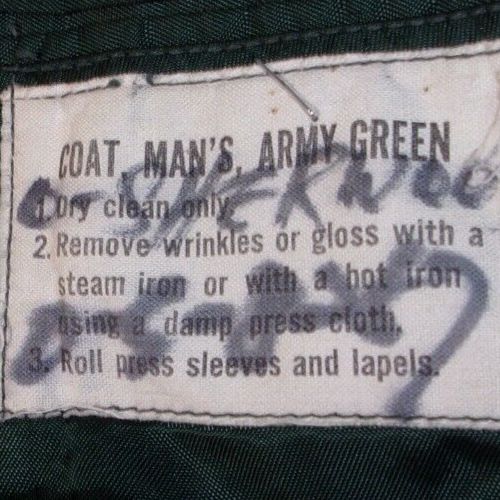 COAT, MAN'S, ARMY GREEN
1. Dry clean only.
2. Remove wrinkles or gloss with a
steam iron or with a hot iron
using a damp press cloth.
3. Roll press sleeves and lapels.